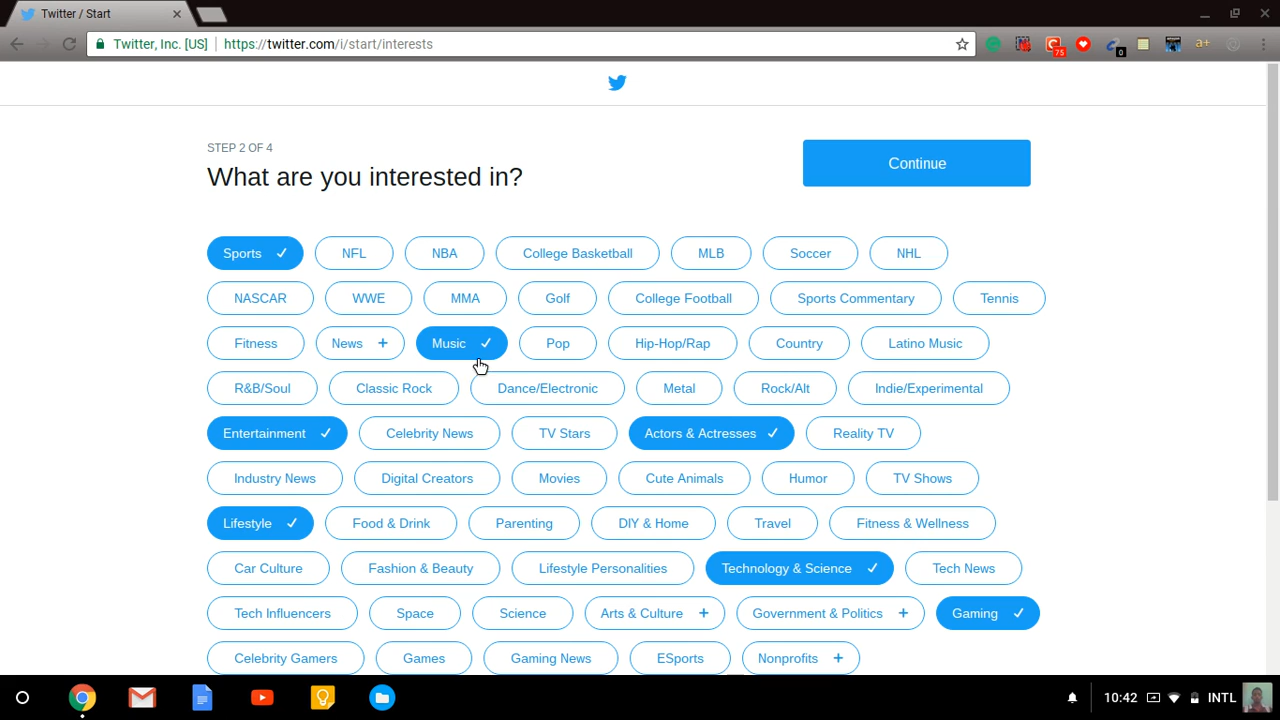 Twitter / Start
Twitter, Inc. [US] https://twitter.com/i/start/interests
75
0
a+
STEP 2 OF 4
What are you interested in?
Continue
Sports NFL NBA College Basketball MLB Soccer NHL
NASCAR WWE MMA Golf College Football Sports Commentary Tennis
Fitness News + Music Pop Hip-Hop/Rap Country Latino Music
R&B/Soul Classic Rock Dance/Electronic Metal Rock/Alt Indie/Experimental
Entertainment Celebrity News TV Stars Actors & Actresses Reality TV
Industry News Digital Creators Movies Cute Animals Humor TV Shows
Lifestyle Food & Drink Parenting DIY & Home Travel Fitness & Wellness
Car Culture Fashion & Beauty Lifestyle Personalities Technology & Science Tech News
Tech Influencers Space Science Arts & Culture + Government & Politics + Gaming
Celebrity Gamers Games Gaming News ESports Nonprofits +
10:42 INTL